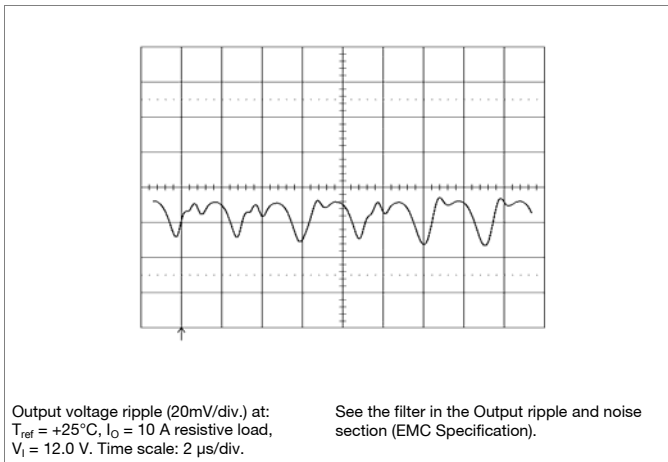 Output voltage ripple (20mV/div.) at:
Tref = +25°C, IO = 10 A resistive load,
VI = 12.0 V. Time scale: 2 µs/div.
See the filter in the Output ripple and noise
section (EMC Specification).